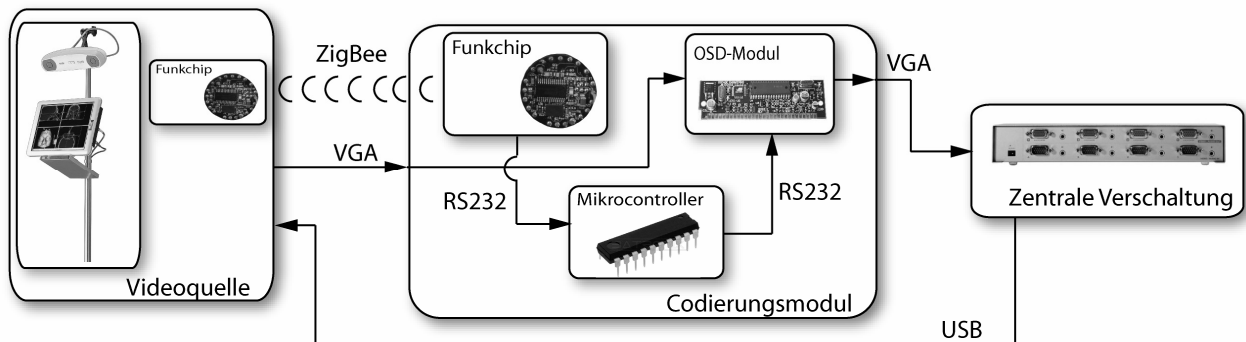 Funkchip
Videoquelle
ZigBee
VGA
Funkchip
OSD-Modul
RS232
Mikrocontroller
RS232
Codierungsmodul
VGA
Zentrale Verschaltung
USB